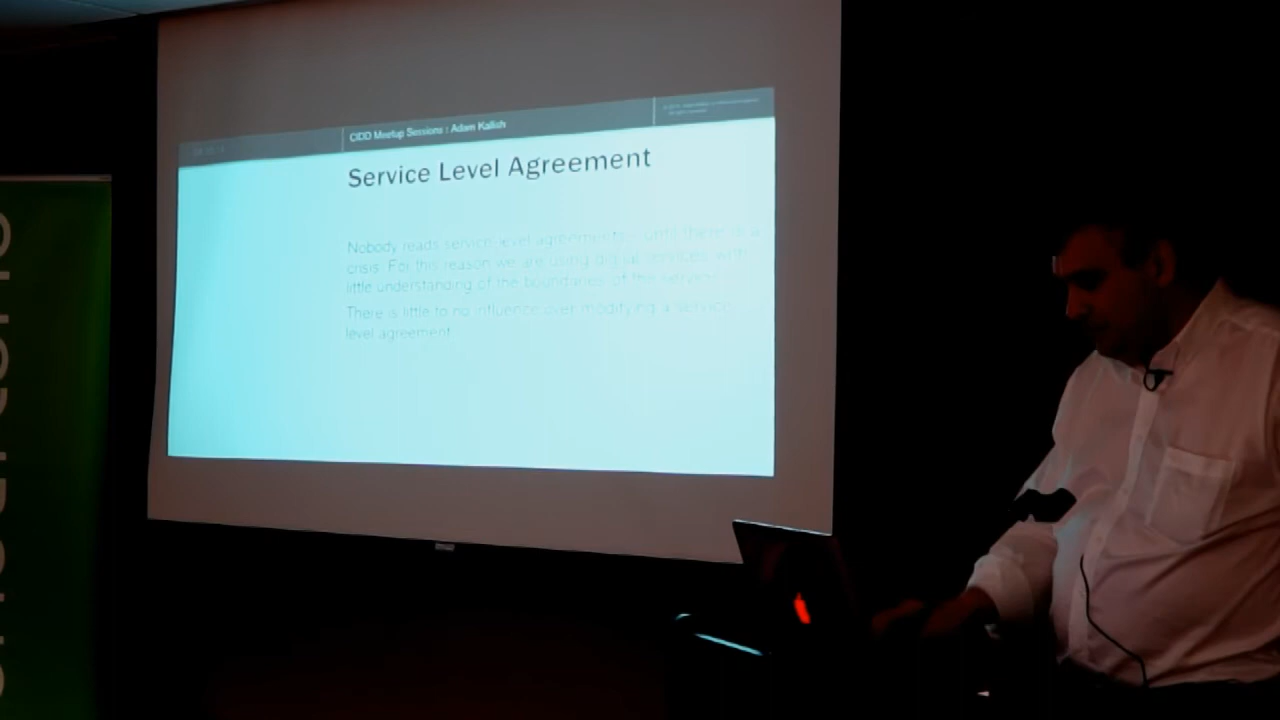 CIDD Meetup Sessions : Adam Kallish
Service Level Agreement
Nobody reads service level agreements until there is a
crisis. For this reason we are using digital services with
little understanding of the boundaries of the service.
There is little to no influence over modifying a service
level agreement.